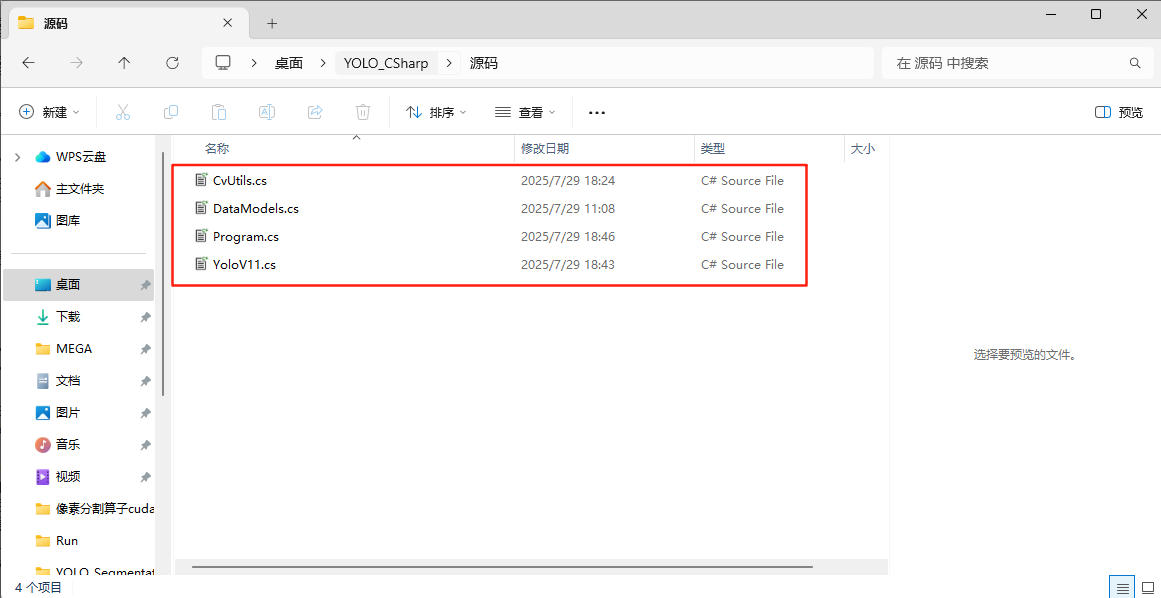 源码
桌面 YOLO_CSharp 源码
在 源码 中搜索
新建 排序 查看 预览
WPS云盘
主文件夹
图库
桌面
下载
MEGA
文档
图片
音乐
视频
像素分割算子cuda
Run
YOLO_Segmentat
名称 修改日期 类型 大小
CvUtils.cs 2025/7/29 18:24 C# Source File
DataModels.cs 2025/7/29 11:08 C# Source File
Program.cs 2025/7/29 18:46 C# Source File
YoloV11.cs 2025/7/29 18:43 C# Source File
选择要预览的文件。
4 个项目